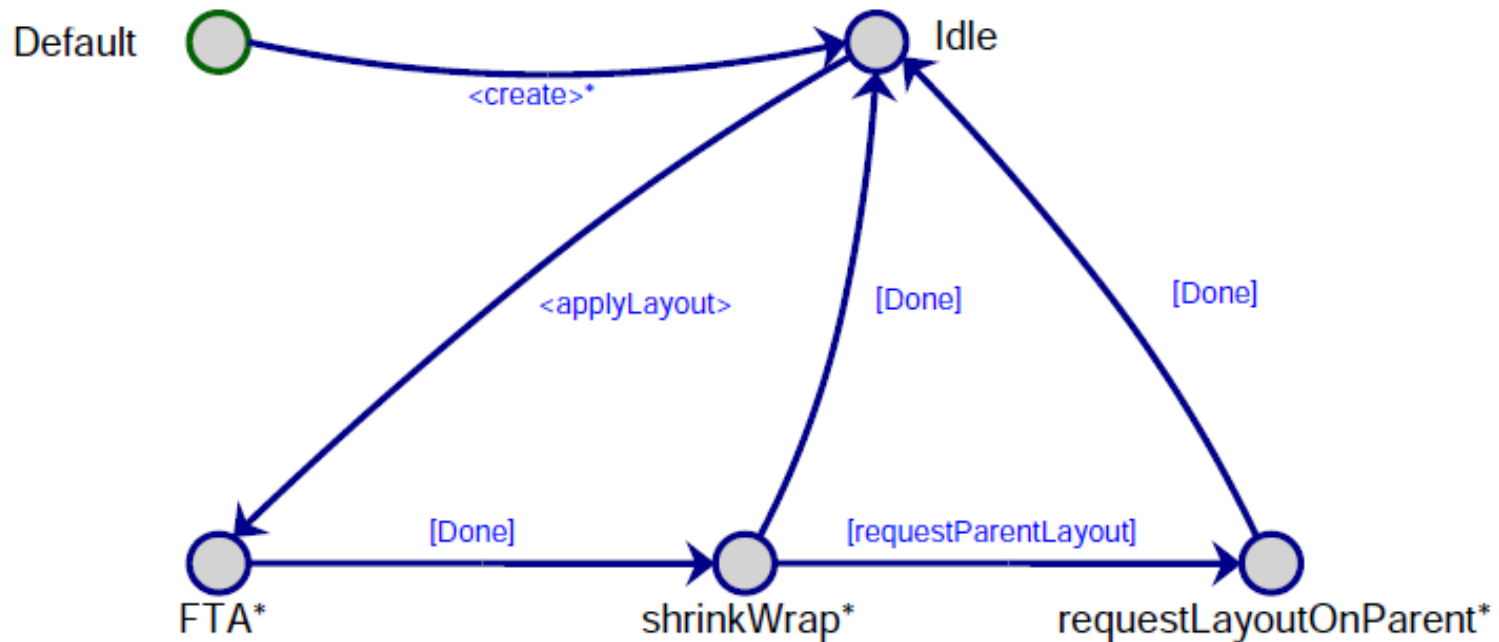 Default
Idle
<create>*
<applyLayout>
[Done]
[Done]
[Done]
[requestParentLayout]
FTA*
shrinkWrap*
requestLayoutOnParent*